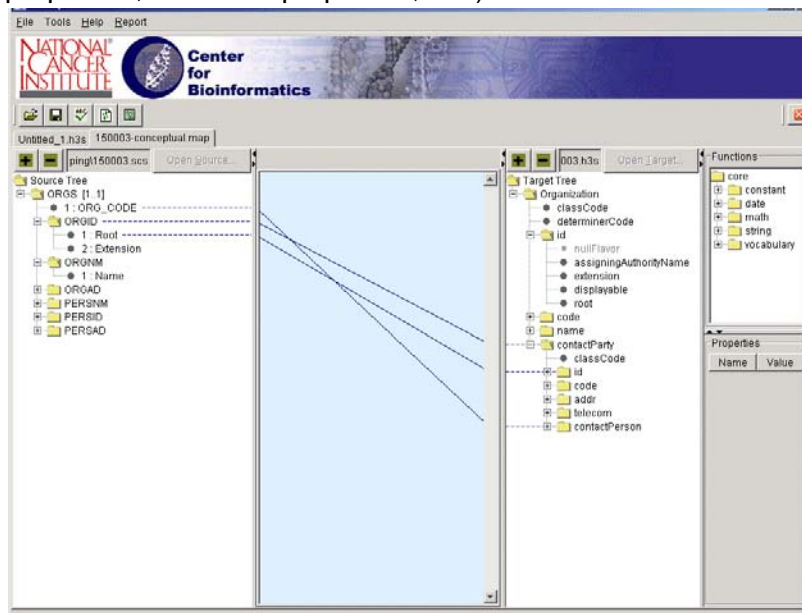 File Tools Help Report
NATIONAL
CANCER
INSTITUTE
Center
for
Bioinformatics
Untitled_1.h3s 150003-conceptual map
ping\150003.scs Open Source...
003.h3s Open Target...
Functions
Source Tree
ORGS [1..1]
1 : ORG_CODE
ORGID
1 : Root
2 : Extension
ORGNM
1 : Name
ORGAD
PERSNM
PERSID
PERSAD
Target Tree
Organization
classCode
determinerCode
id
nullFlavor
assigningAuthorityName
extension
displayable
root
code
name
contactParty
classCode
id
code
addr
telecom
contactPerson
core
constant
date
math
string
vocabulary
Properties
Name Value